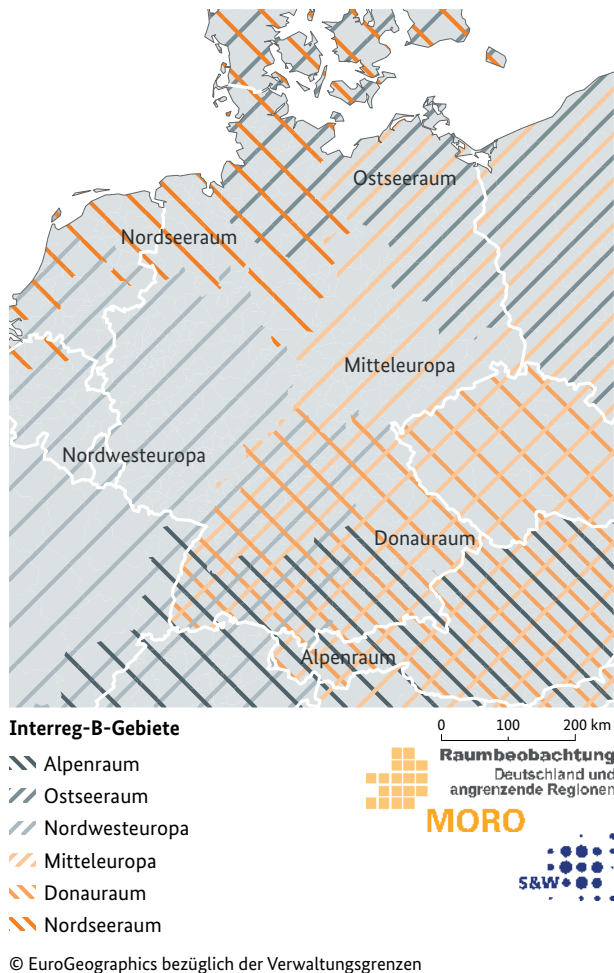 Ostseeraum
Nordseeraum
Mitteleuropa
Nordwesteuropa
Donauraum
Alpenraum
Interreg-B-Gebiete
Alpenraum
Ostseeraum
Nordwesteuropa
Mitteleuropa
Donauraum
Nordseeraum
0 100 200 km
Raumbeobachtung
Deutschland und
angrenzende Regionen
MORO
S&W
© EuroGeographics bezüglich der Verwaltungsgrenzen